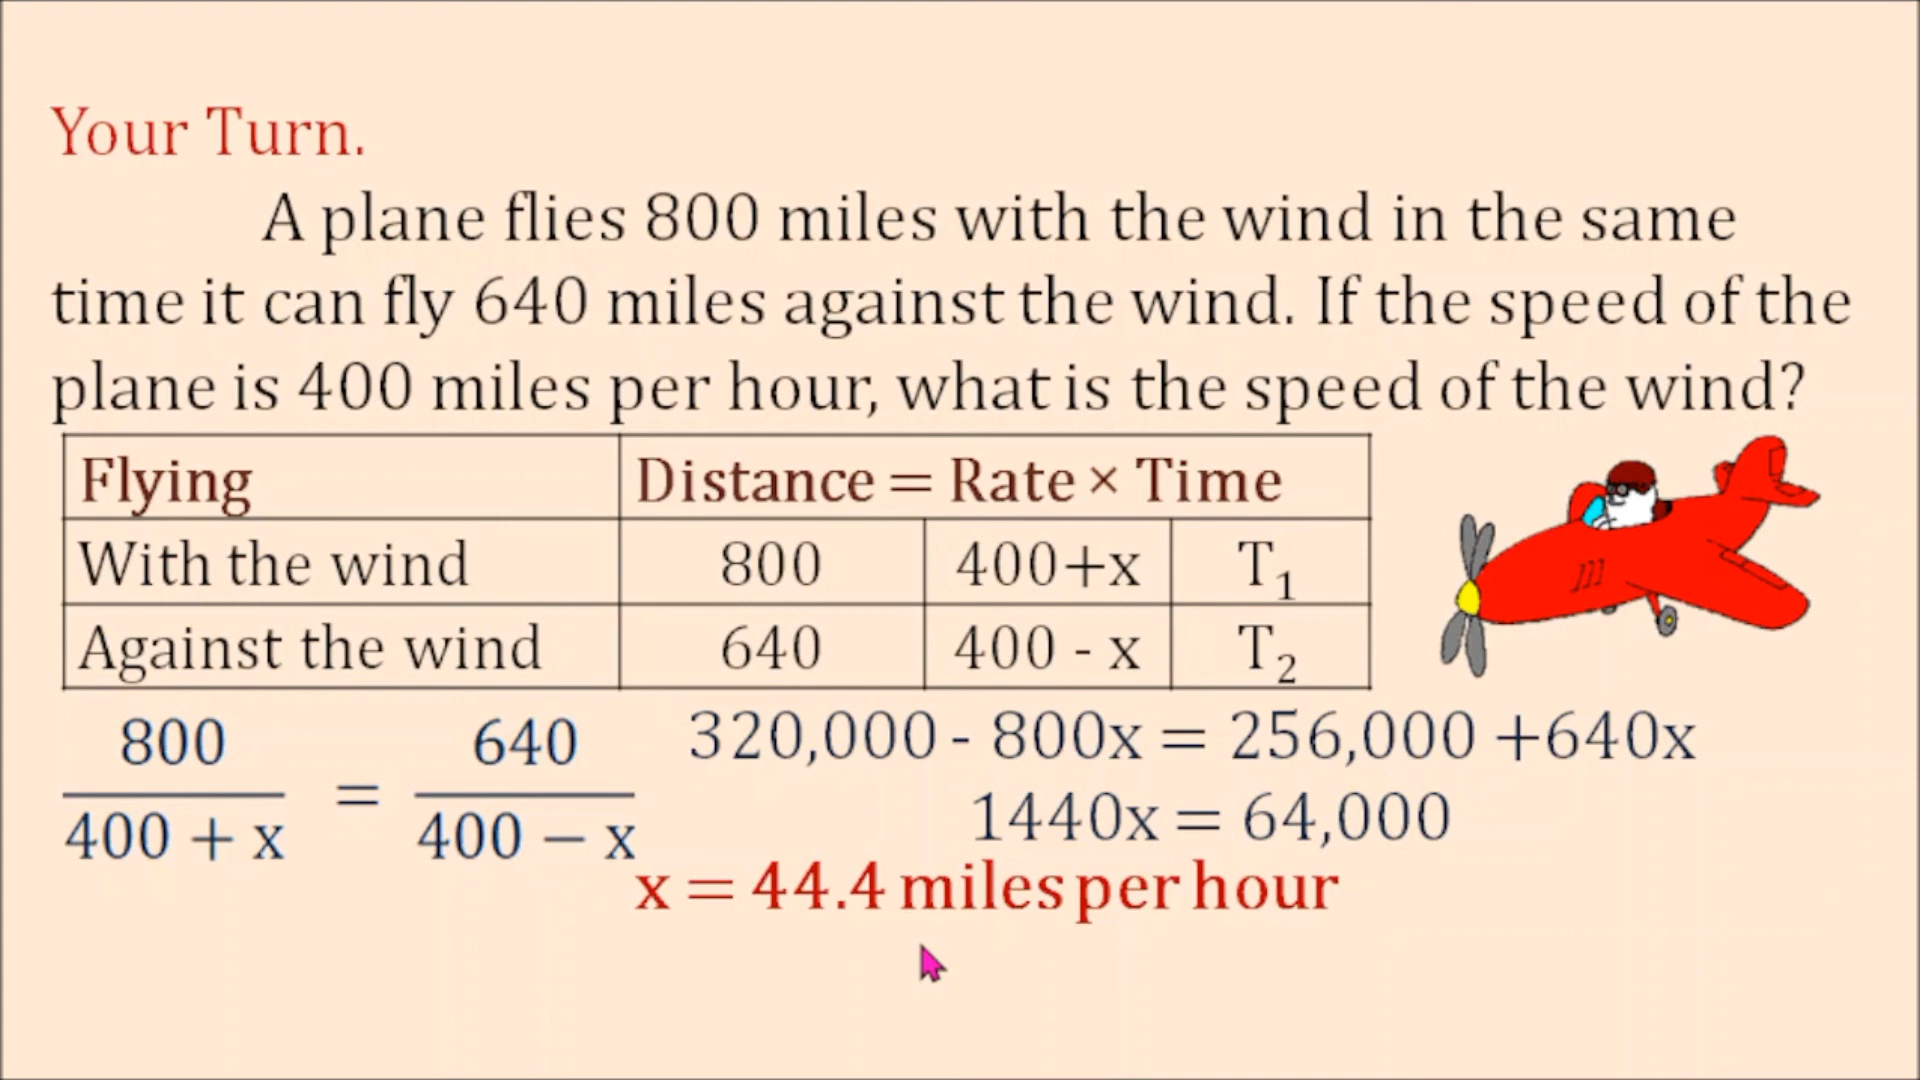 Your Turn.
A plane flies 800 miles with the wind in the same
time it can fly 640 miles against the wind. If the speed of the
plane is 400 miles per hour, what is the speed of the wind?
Flying Distance = Rate × Time
With the wind 800 400+x T₁
Against the wind 640 400 - x T₂
800 / 400 + x = 640 / 400 − x
320,000 - 800x = 256,000 +640x
1440x = 64,000
x = 44.4 miles per hour